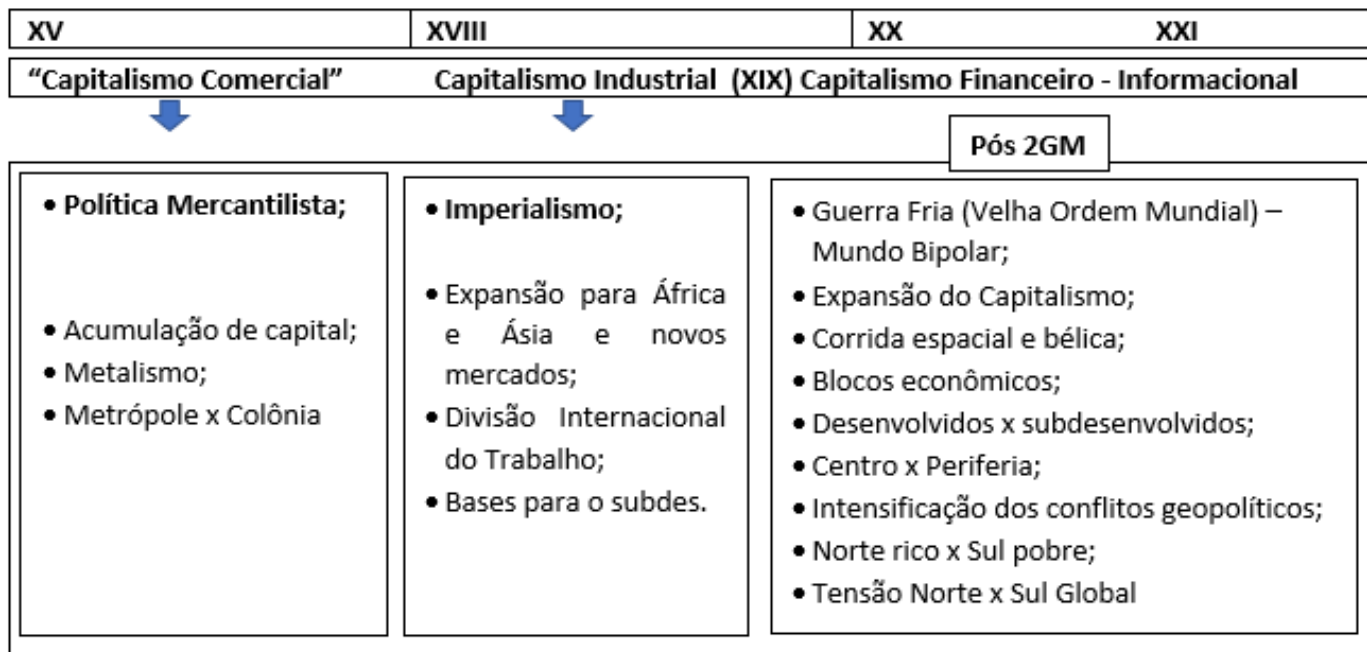 XV XVIII XX XXI
“Capitalismo Comercial” Capitalismo Industrial (XIX) Capitalismo Financeiro - Informacional
Pós 2GM
• Política Mercantilista;
• Acumulação de capital;
• Metalismo;
• Metrópole x Colônia
• Imperialismo;
• Expansão para África
e Ásia e novos
mercados;
• Divisão Internacional
do Trabalho;
• Bases para o subdes.
• Guerra Fria (Velha Ordem Mundial) –
Mundo Bipolar;
• Expansão do Capitalismo;
• Corrida espacial e bélica;
• Blocos econômicos;
• Desenvolvidos x subdesenvolvidos;
• Centro x Periferia;
• Intensificação dos conflitos geopolíticos;
• Norte rico x Sul pobre;
• Tensão Norte x Sul Global